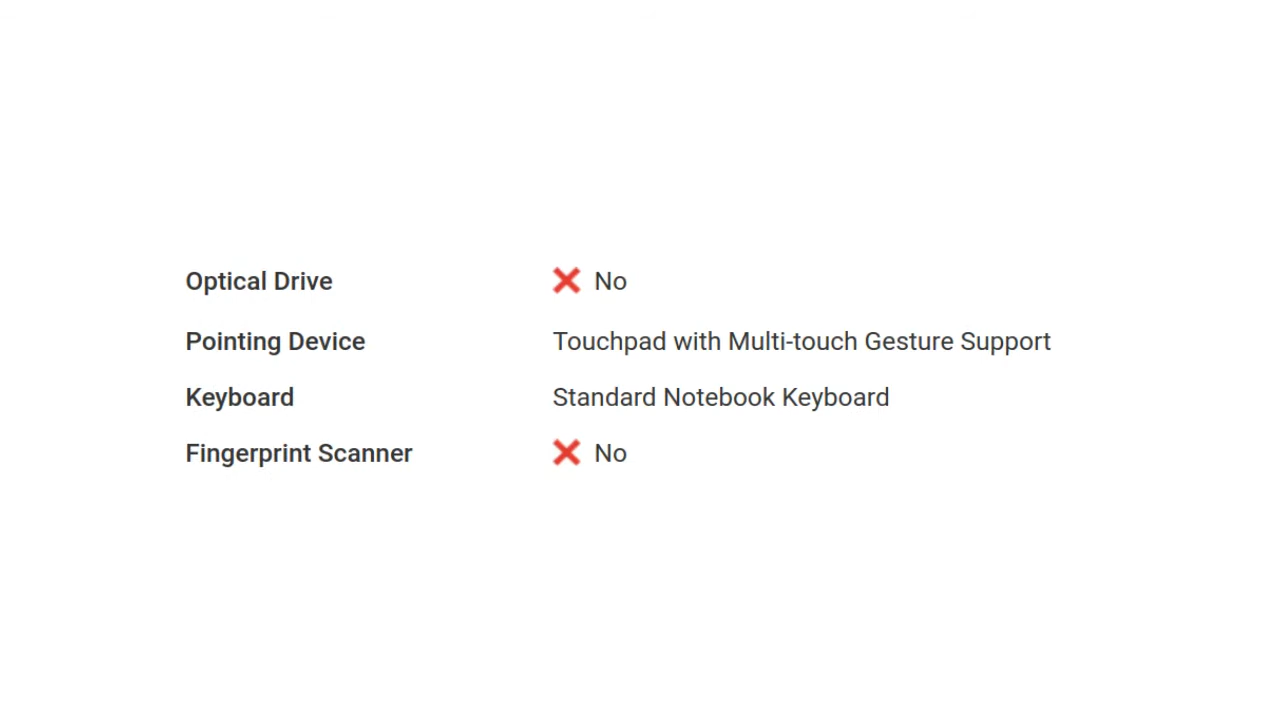 Optical Drive ❌ No
Pointing Device Touchpad with Multi-touch Gesture Support
Keyboard Standard Notebook Keyboard
Fingerprint Scanner ❌ No